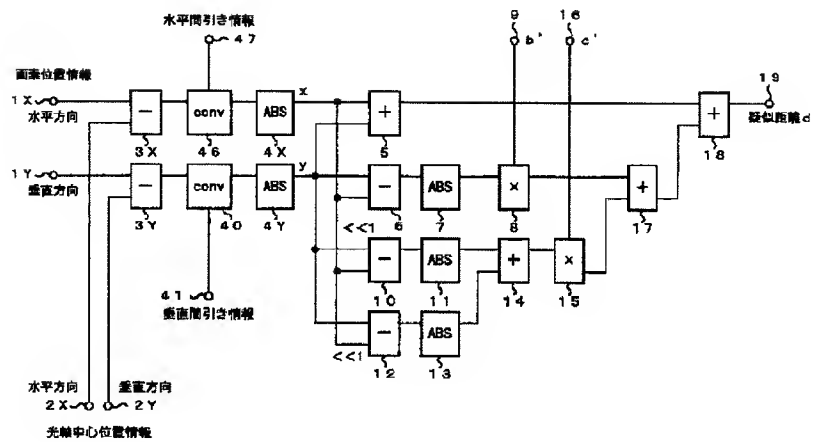 水平間引き情報
47
9
b'
16
c'
画素位置情報
1X
水平方向
−
conv
ABS
x
+
+
19
疑似距離d
3X
46
4X
5
18
1Y
垂直方向
−
conv
ABS
y
−
ABS
×
+
3Y
40
4Y
6
7
8
17
<<1
−
ABS
+
×
41
垂直間引き情報
10
11
14
15
−
ABS
<<1
12
13
水平方向
垂直方向
2X
2Y
光軸中心位置情報